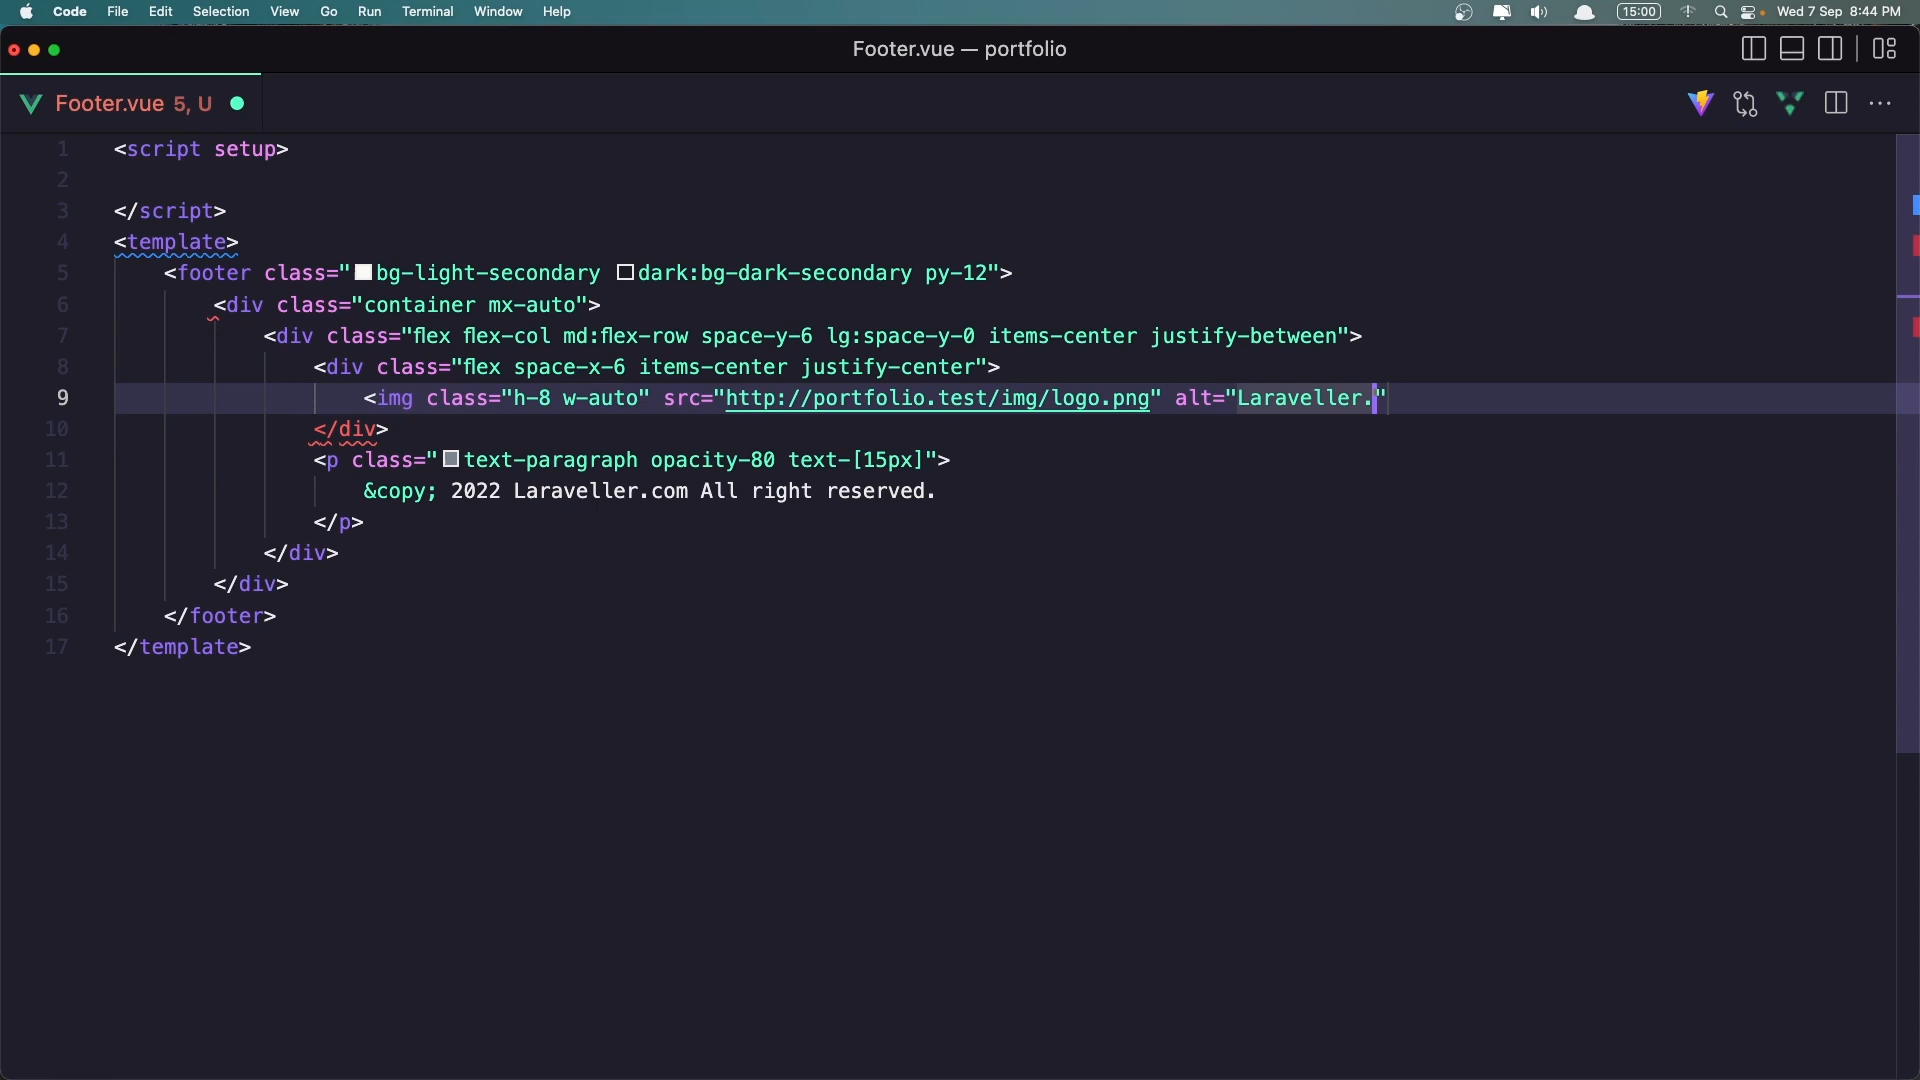 Code File Edit Selection View Go Run Terminal Window Help 15:00 Wed 7 Sep 8:44 PM
Footer.vue — portfolio
Footer.vue 5, U
1 <script setup>
2
3 </script>
4 <template>
5 <footer class="bg-light-secondary dark:bg-dark-secondary py-12">
6 <div class="container mx-auto">
7 <div class="flex flex-col md:flex-row space-y-6 lg:space-y-0 items-center justify-between">
8 <div class="flex space-x-6 items-center justify-center">
9 <img class="h-8 w-auto" src="http://portfolio.test/img/logo.png" alt="Laraveller."
10 </div>
11 <p class="text-paragraph opacity-80 text-[15px]">
12 &copy; 2022 Laraveller.com All right reserved.
13 </p>
14 </div>
15 </div>
16 </footer>
17 </template>